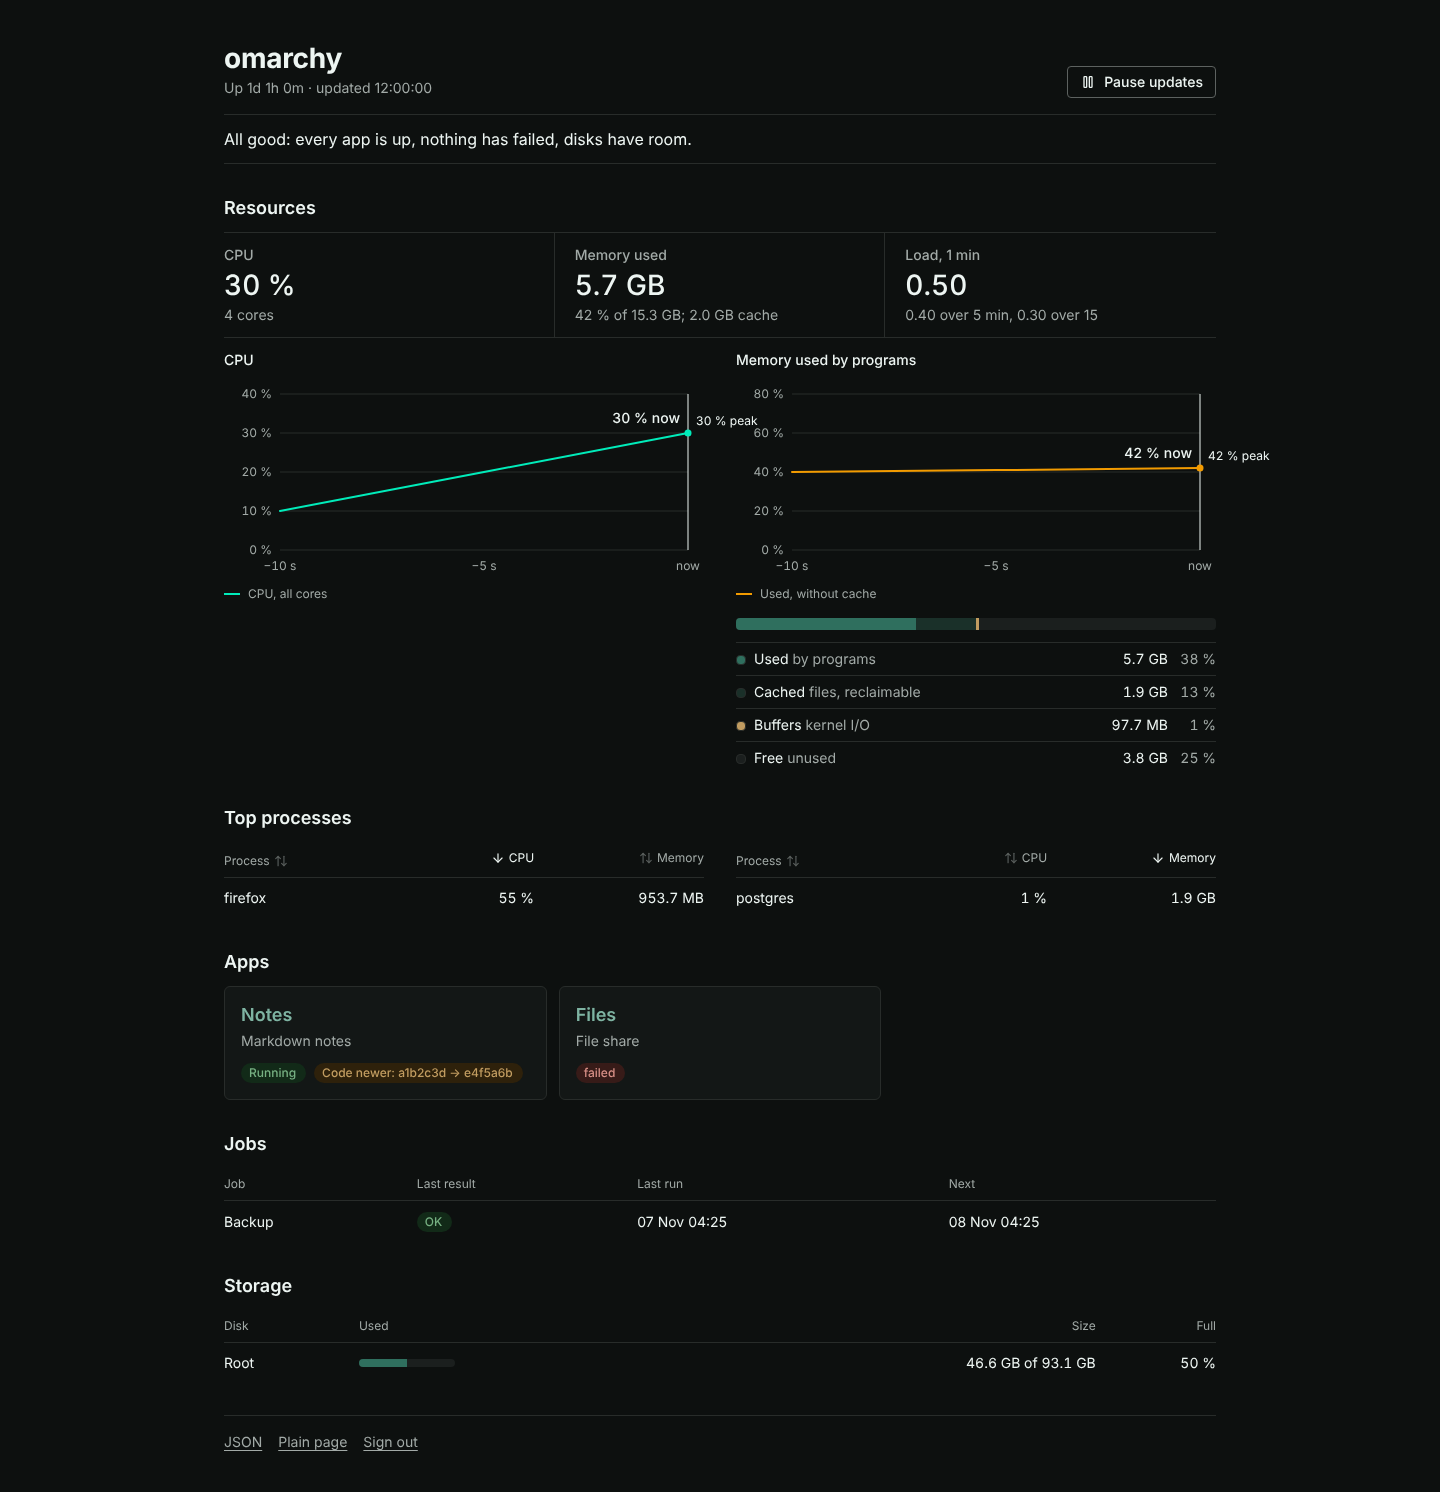 omarchy
Up 1d 1h 0m · updated 12:00:00
Pause updates
All good: every app is up, nothing has failed, disks have room.
Resources
CPU
30 %
4 cores
Memory used
5.7 GB
42 % of 15.3 GB; 2.0 GB cache
Load, 1 min
0.50
0.40 over 5 min, 0.30 over 15
CPU
40 %
30 %
20 %
10 %
0 %
30 % now
30 % peak
−10 s
−5 s
now
CPU, all cores
Memory used by programs
80 %
60 %
40 %
20 %
0 %
42 % now
42 % peak
−10 s
−5 s
now
Used, without cache
Used by programs 5.7 GB 38 %
Cached files, reclaimable 1.9 GB 13 %
Buffers kernel I/O 97.7 MB 1 %
Free unused 3.8 GB 25 %
Top processes
Process ↑↓ ↓ CPU ↑↓ Memory
firefox 55 % 953.7 MB
Process ↑↓ ↑↓ CPU ↓ Memory
postgres 1 % 1.9 GB
Apps
Notes
Markdown notes
Running Code newer: a1b2c3d → e4f5a6b
Files
File share
failed
Jobs
Job Last result Last run Next
Backup OK 07 Nov 04:25 08 Nov 04:25
Storage
Disk Used Size Full
Root 46.6 GB of 93.1 GB 50 %
JSON Plain page Sign out